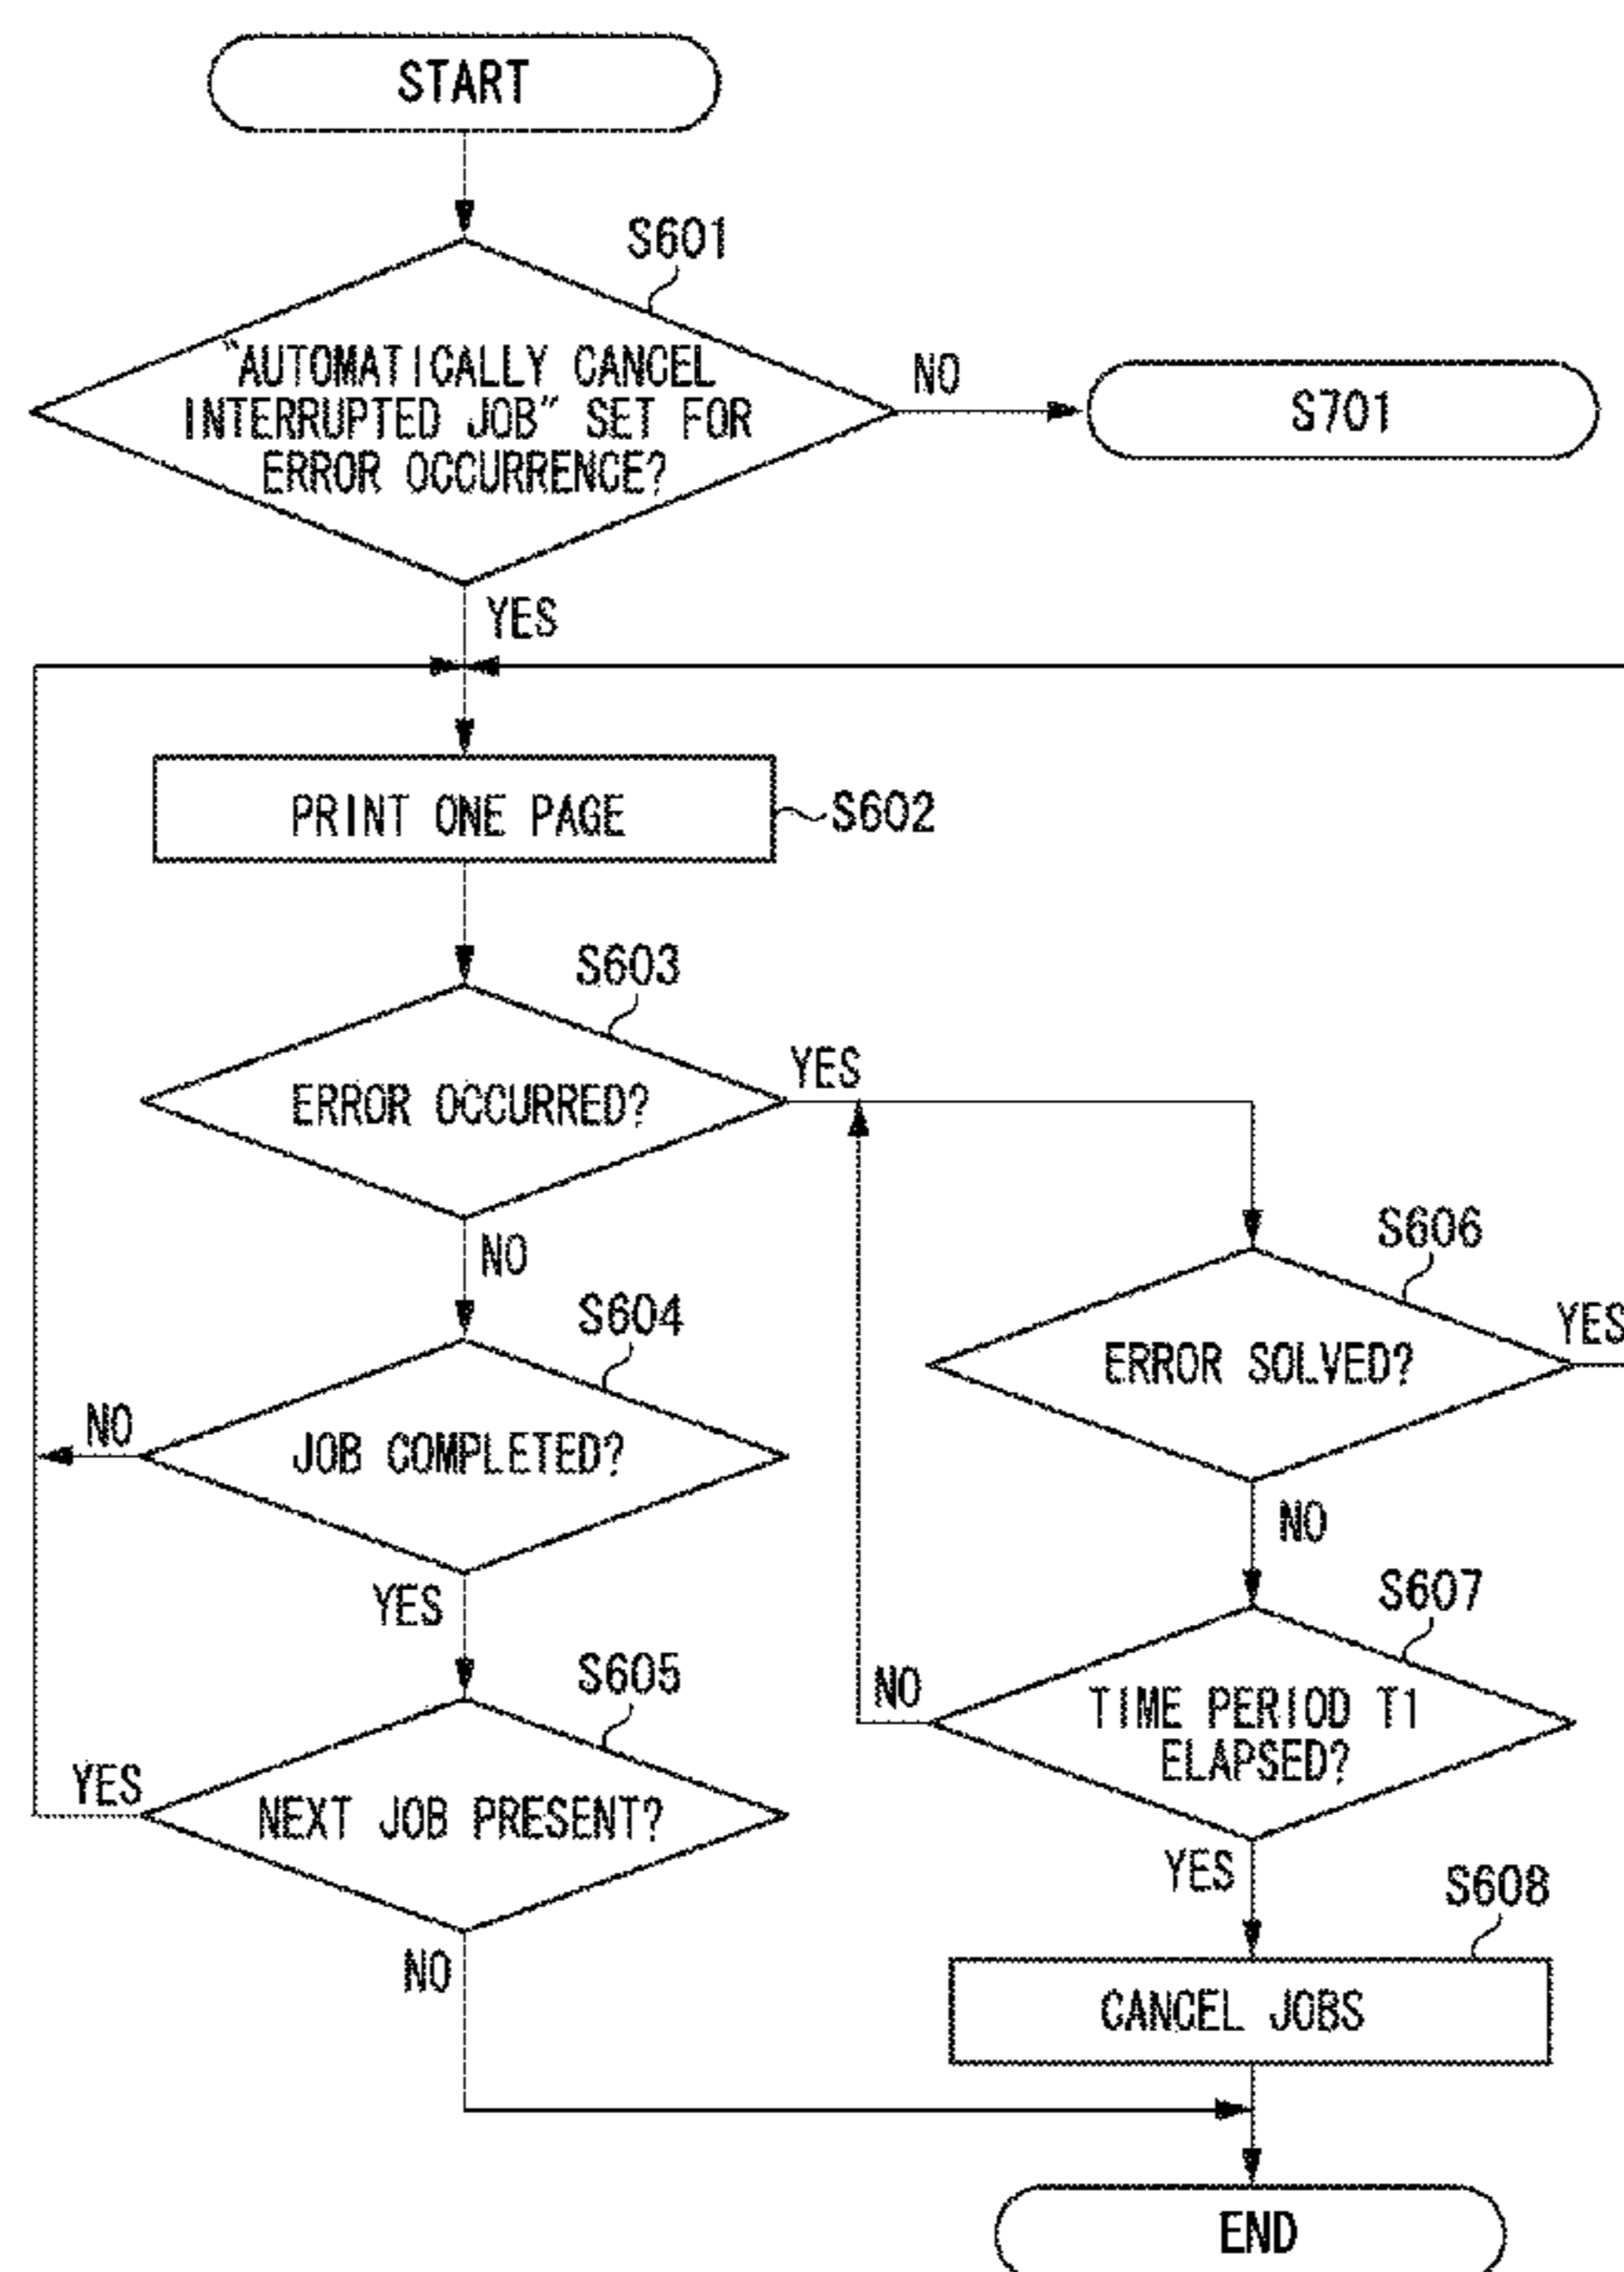 START
S601
"AUTOMATICALLY CANCEL
INTERRUPTED JOB" SET FOR
ERROR OCCURRENCE?
NO
S701
YES
PRINT ONE PAGE
S602
S603
ERROR OCCURRED?
YES
NO
S606
ERROR SOLVED?
YES
S604
JOB COMPLETED?
NO
NO
YES
S607
TIME PERIOD T1
ELAPSED?
NO
S605
NEXT JOB PRESENT?
YES
YES
S608
NO
CANCEL JOBS
END